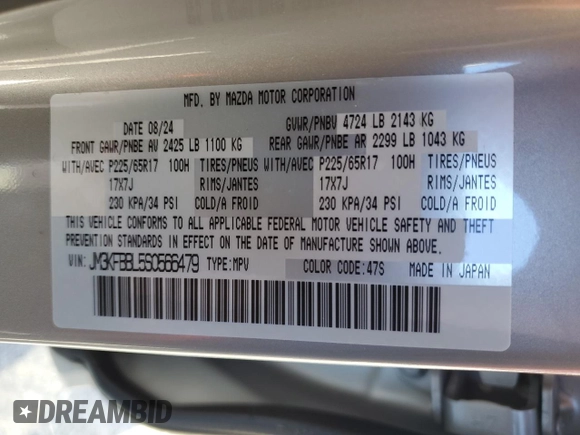 MFD. BY MAZDA MOTOR CORPORATION
DATE 08/24 GVWR/PNBV 4724 LB 2143 KG
FRONT GAWR/PNBE AV 2425 LB 1100 KG REAR GAWR/PNBE AR 2299 LB 1043 KG
WITH/AVEC P225/65R17 100H TIRES/PNEUS WITH/AVEC P225/65R17 100H TIRES/PNEUS
17X7J RIMS/JANTES 17X7J RIMS/JANTES
230 KPA/34 PSI COLD/A FROID 230 KPA/34 PSI COLD/A FROID
THIS VEHICLE CONFORMS TO ALL APPLICABLE FEDERAL MOTOR VEHICLE SAFETY AND THEFT
PREVENTION STANDARDS IN EFFECT ON THE DATE OF MANUFACTURE SHOWN ABOVE.
VIN: JM3KFBBL5S0566479 TYPE:MPV COLOR CODE:47S MADE IN JAPAN
DREAMBID